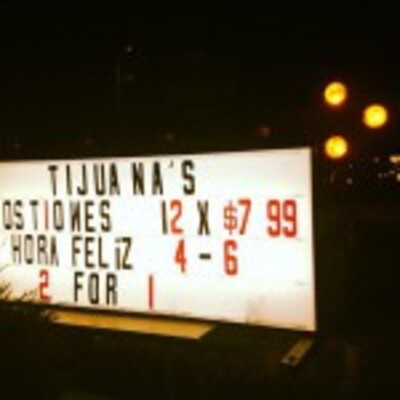 TIJUANA'S
OSTIONES 12 X $7 99
HORA FELIZ 4 - 6
2 FOR 1